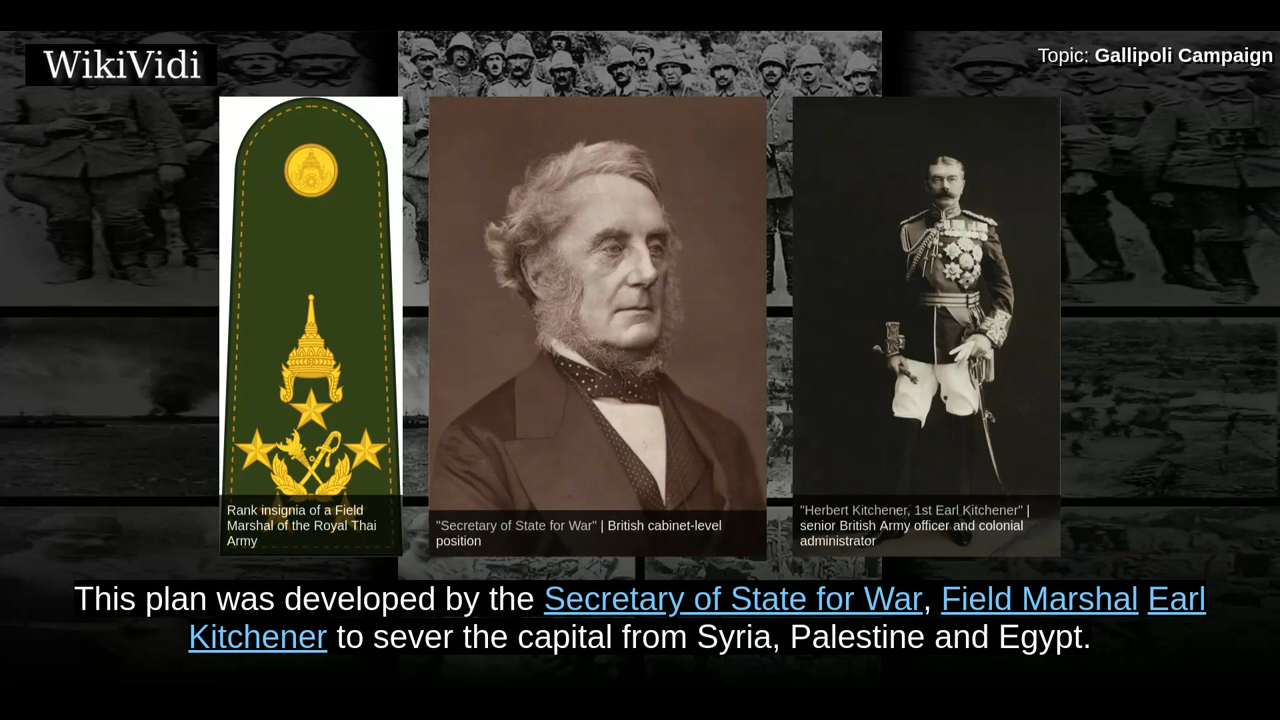 WikiVidi
Topic: Gallipoli Campaign
Rank insignia of a Field
Marshal of the Royal Thai
Army
"Secretary of State for War" | British cabinet-level
position
"Herbert Kitchener, 1st Earl Kitchener" |
senior British Army officer and colonial
administrator
This plan was developed by the Secretary of State for War, Field Marshal Earl
Kitchener to sever the capital from Syria, Palestine and Egypt.